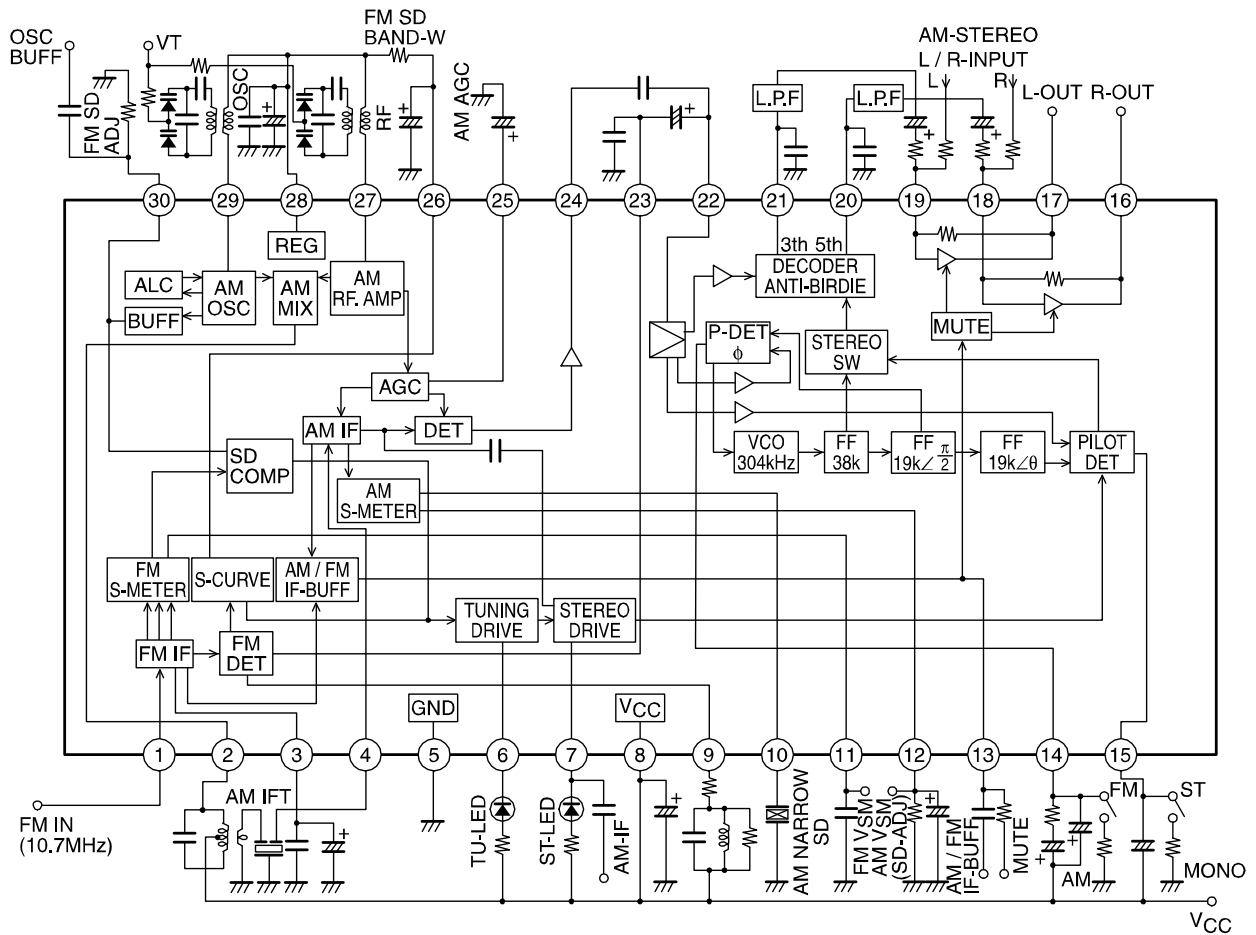 OSC
BUFF
VT
FM SD
BAND-W
AM-STEREO
L / R-INPUT
L
R
L-OUT
R-OUT
FM SD
ADJ
OSC
RF
AM AGC
L.P.F
L.P.F
30
29
28
27
26
25
24
23
22
21
20
19
18
17
16
REG
ALC
AM
OSC
AM
MIX
AM
RF. AMP
BUFF
3th 5th
DECODER
ANTI-BIRDIE
P-DET
ϕ
STEREO
SW
MUTE
AGC
AM IF
DET
VCO
304kHz
FF
38k
FF
19k∠π/2
FF
19k∠θ
PILOT
DET
SD
COMP
AM
S-METER
FM
S-METER
S-CURVE
AM / FM
IF-BUFF
TUNING
DRIVE
STEREO
DRIVE
FM IF
FM
DET
GND
VCC
1
2
3
4
5
6
7
8
9
10
11
12
13
14
15
FM IN
(10.7MHz)
AM IFT
TU-LED
ST-LED
AM-IF
AM NARROW
SD
FM VSM
AM VSM
(SD-ADJ)
AM / FM
IF-BUFF
MUTE
FM
AM
ST
MONO
VCC